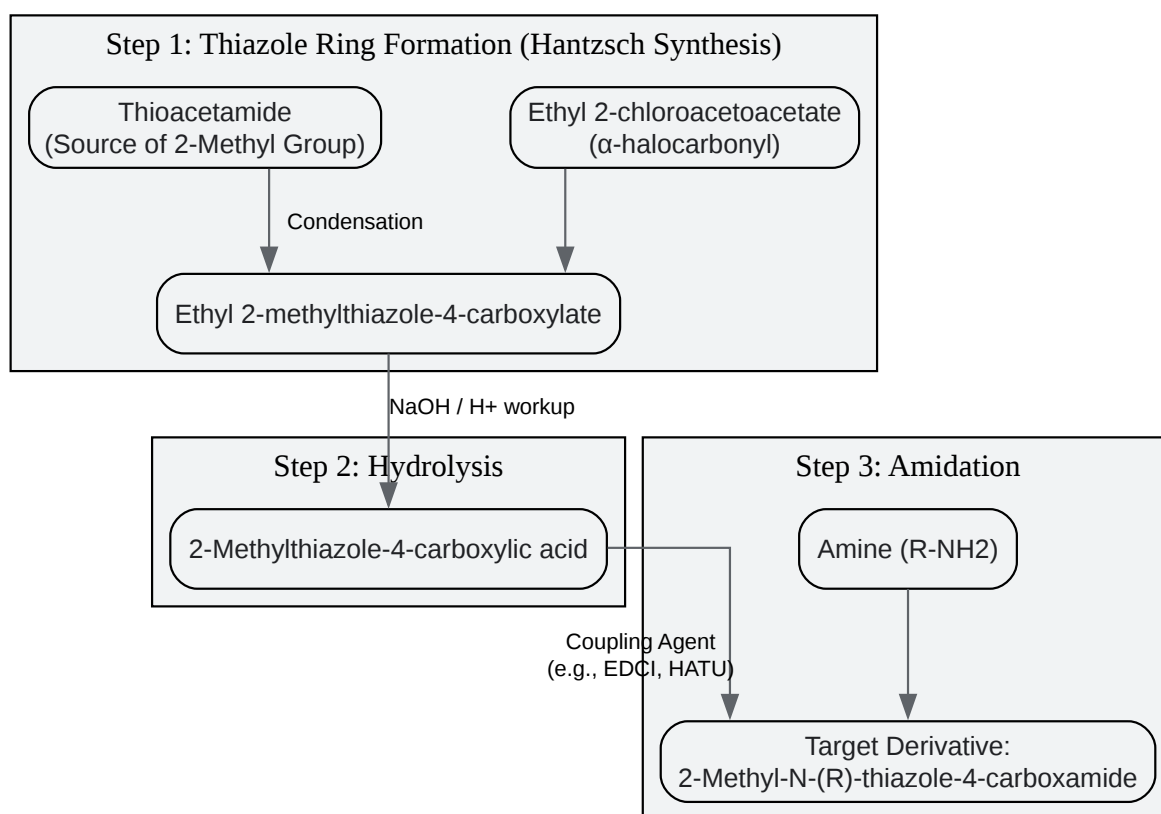 Step 1: Thiazole Ring Formation (Hantzsch Synthesis)
Thioacetamide
(Source of 2-Methyl Group)
Ethyl 2-chloroacetoacetate
(α-halocarbonyl)
Condensation
Ethyl 2-methylthiazole-4-carboxylate
NaOH / H+ workup
Step 2: Hydrolysis
2-Methylthiazole-4-carboxylic acid
Step 3: Amidation
Amine (R-NH2)
Coupling Agent
(e.g., EDCI, HATU)
Target Derivative:
2-Methyl-N-(R)-thiazole-4-carboxamide